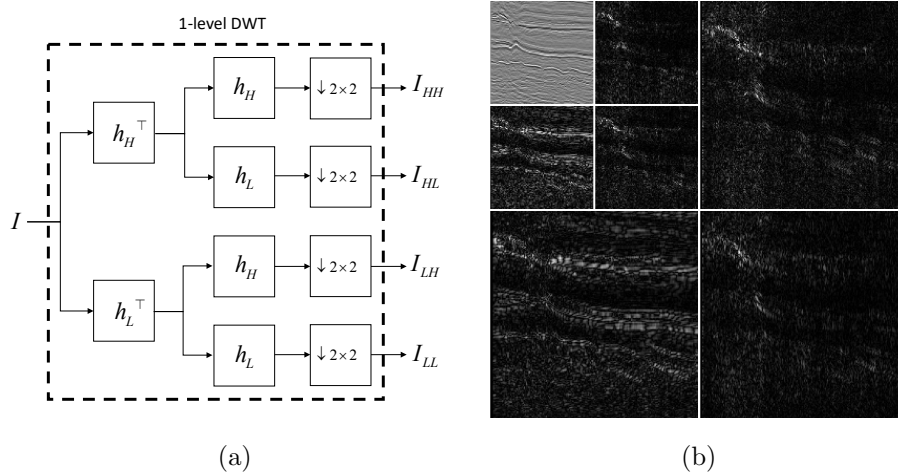 1-level DWT
h_H^⊤
h_H
↓ 2×2
I_HH
h_L
↓ 2×2
I_HL
I
h_L^⊤
h_H
↓ 2×2
I_LH
h_L
↓ 2×2
I_LL
(a)
(b)